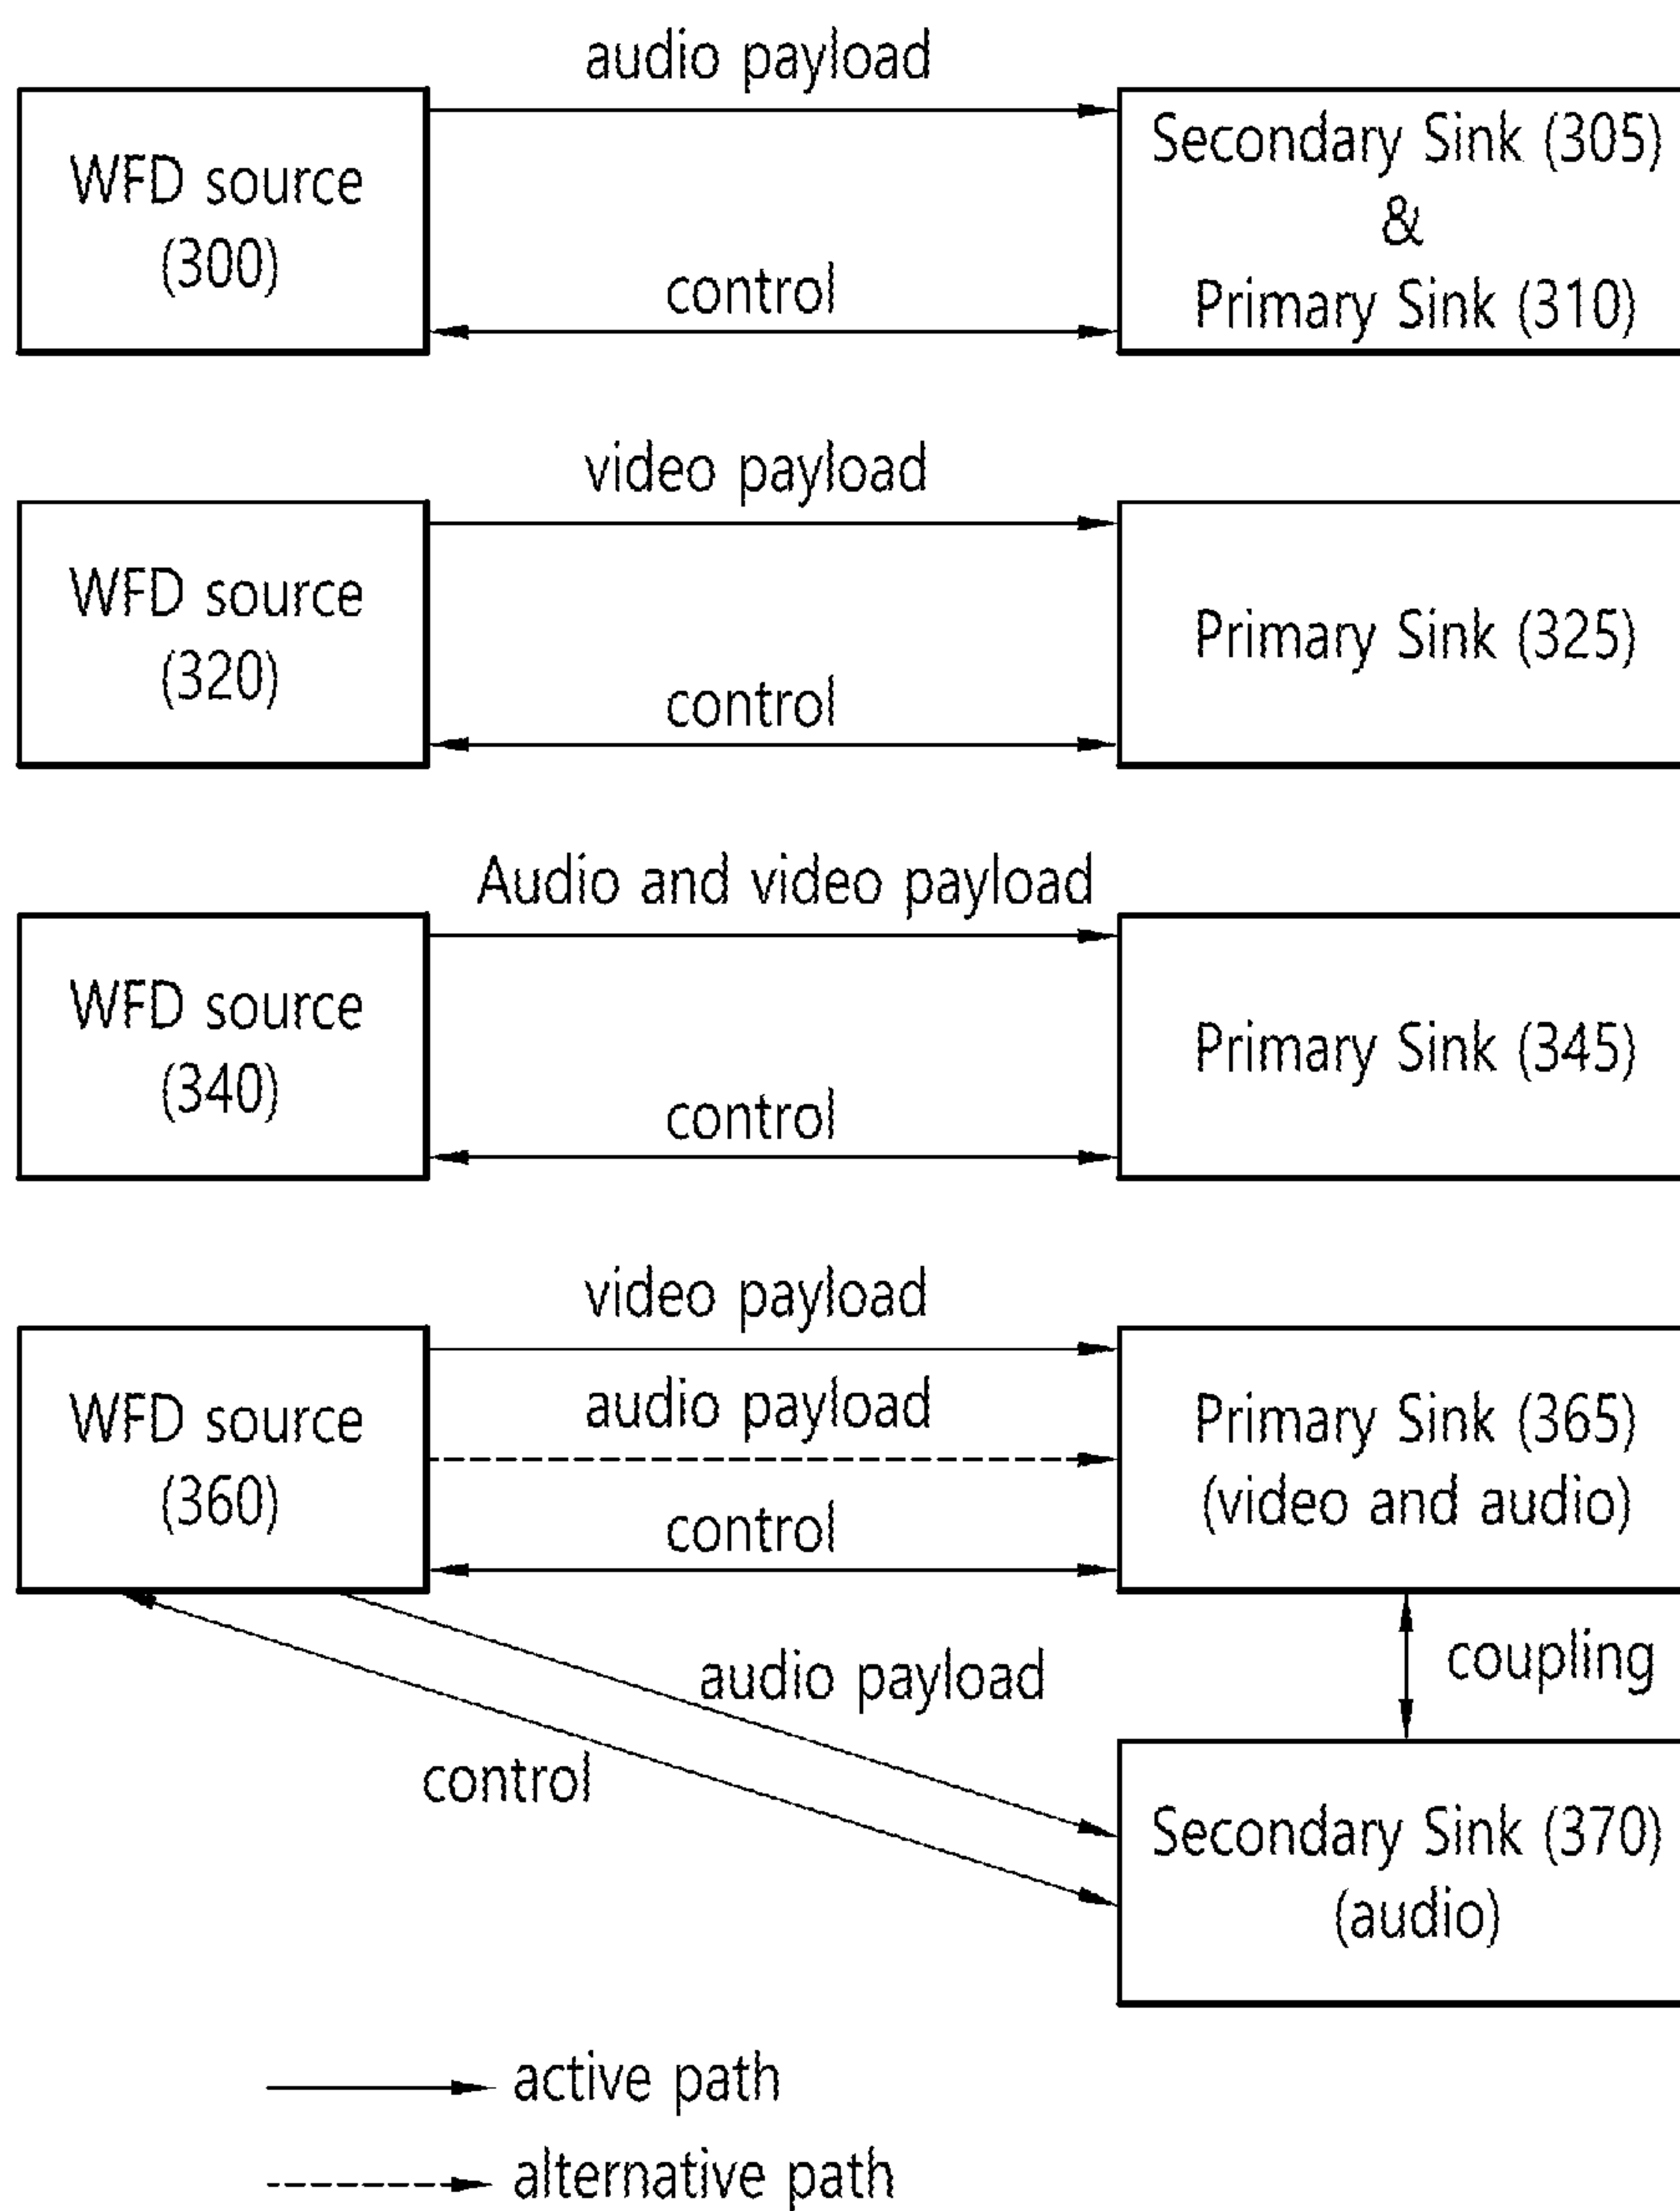 audio payload
WFD source
(300)
control
Secondary Sink (305)
&
Primary Sink (310)
video payload
WFD source
(320)
control
Primary Sink (325)
Audio and video payload
WFD source
(340)
control
Primary Sink (345)
video payload
WFD source
(360)
audio payload
control
Primary Sink (365)
(video and audio)
audio payload
coupling
control
Secondary Sink (370)
(audio)
active path
alternative path